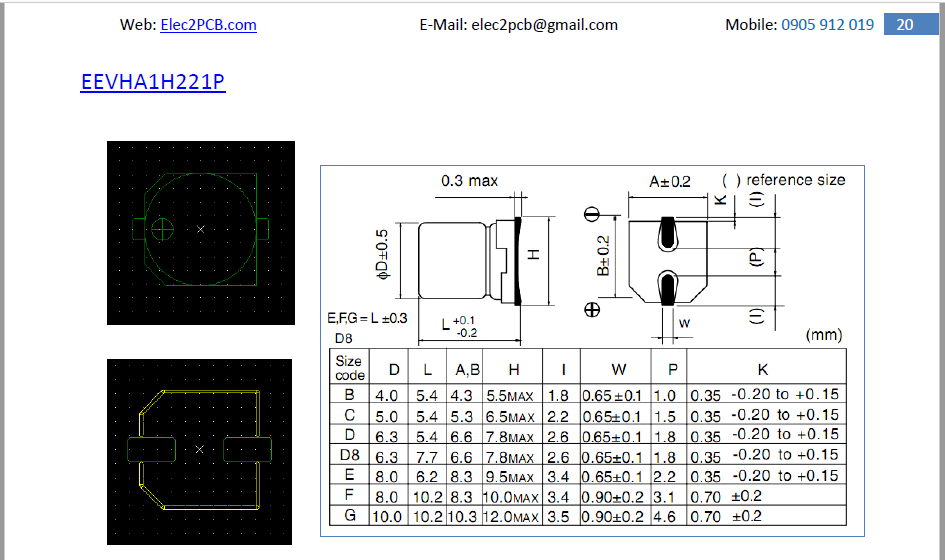 Web: Elec2PCB.com E-Mail: elec2pcb@gmail.com Mobile: 0905 912 019 20
EEVHA1H221P
0.3 max A±0.2 ( ) reference size
K (I)
ϕD±0.5 H ⊖ B±0.2 (P)
E,F,G = L ±0.3 L +0.1 -0.2 ⊕ W (I)
D8 (mm)
Size code D L A,B H I W P K
B 4.0 5.4 4.3 5.5MAX 1.8 0.65±0.1 1.0 0.35 -0.20 to +0.15
C 5.0 5.4 5.3 6.5MAX 2.2 0.65±0.1 1.5 0.35 -0.20 to +0.15
D 6.3 5.4 6.6 7.8MAX 2.6 0.65±0.1 1.8 0.35 -0.20 to +0.15
D8 6.3 7.7 6.6 7.8MAX 2.6 0.65±0.1 1.8 0.35 -0.20 to +0.15
E 8.0 6.2 8.3 9.5MAX 3.4 0.65±0.1 2.2 0.35 -0.20 to +0.15
F 8.0 10.2 8.3 10.0MAX 3.4 0.90±0.2 3.1 0.70 ±0.2
G 10.0 10.2 10.3 12.0MAX 3.5 0.90±0.2 4.6 0.70 ±0.2